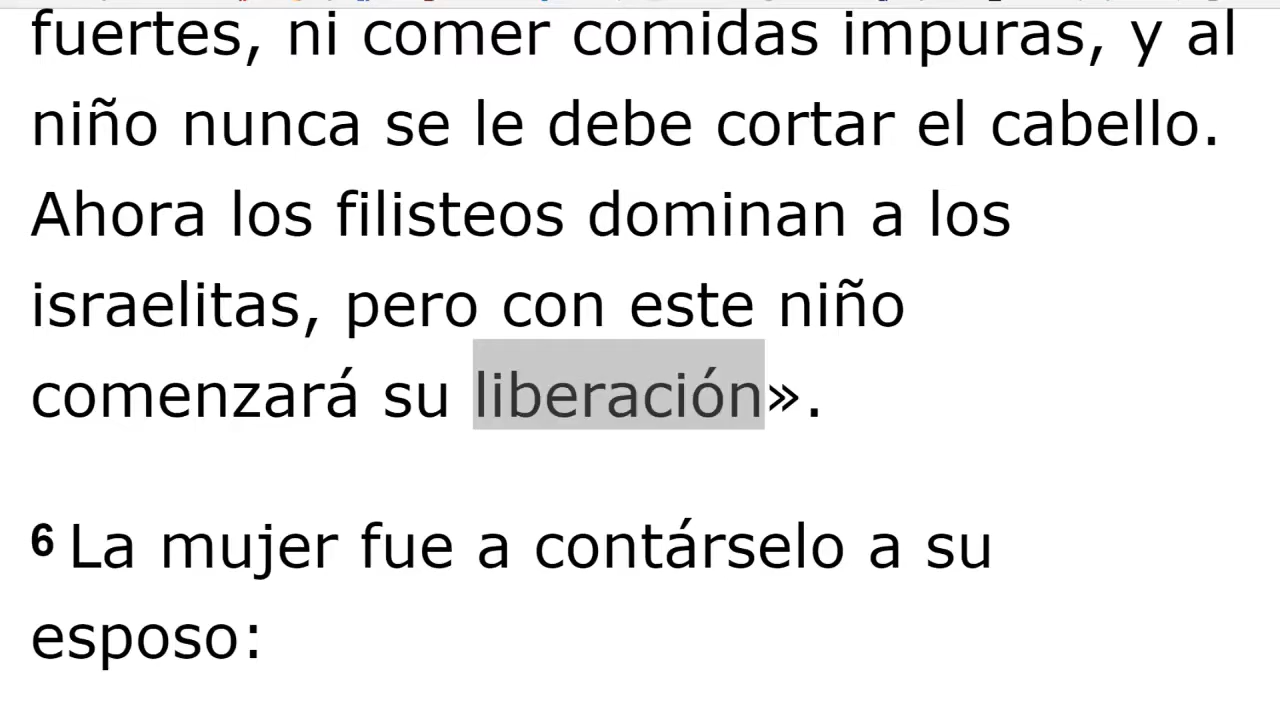 fuertes, ni comer comidas impuras, y al
niño nunca se le debe cortar el cabello.
Ahora los filisteos dominan a los
israelitas, pero con este niño
comenzará su liberación».
6 La mujer fue a contárselo a su
esposo: